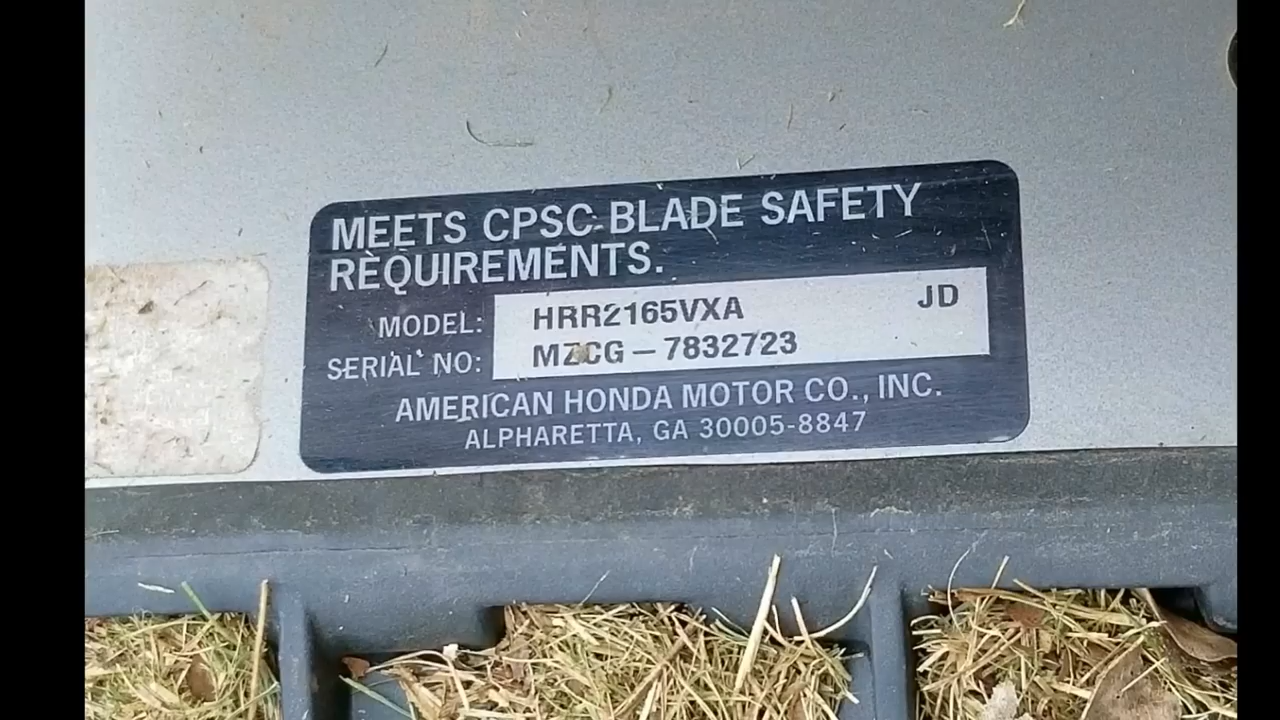 MEETS CPSC BLADE SAFETY
REQUIREMENTS.
MODEL: HRR2165VXA JD
SERIAL NO: MZCG-7832723
AMERICAN HONDA MOTOR CO., INC.
ALPHARETTA, GA 30005-8847